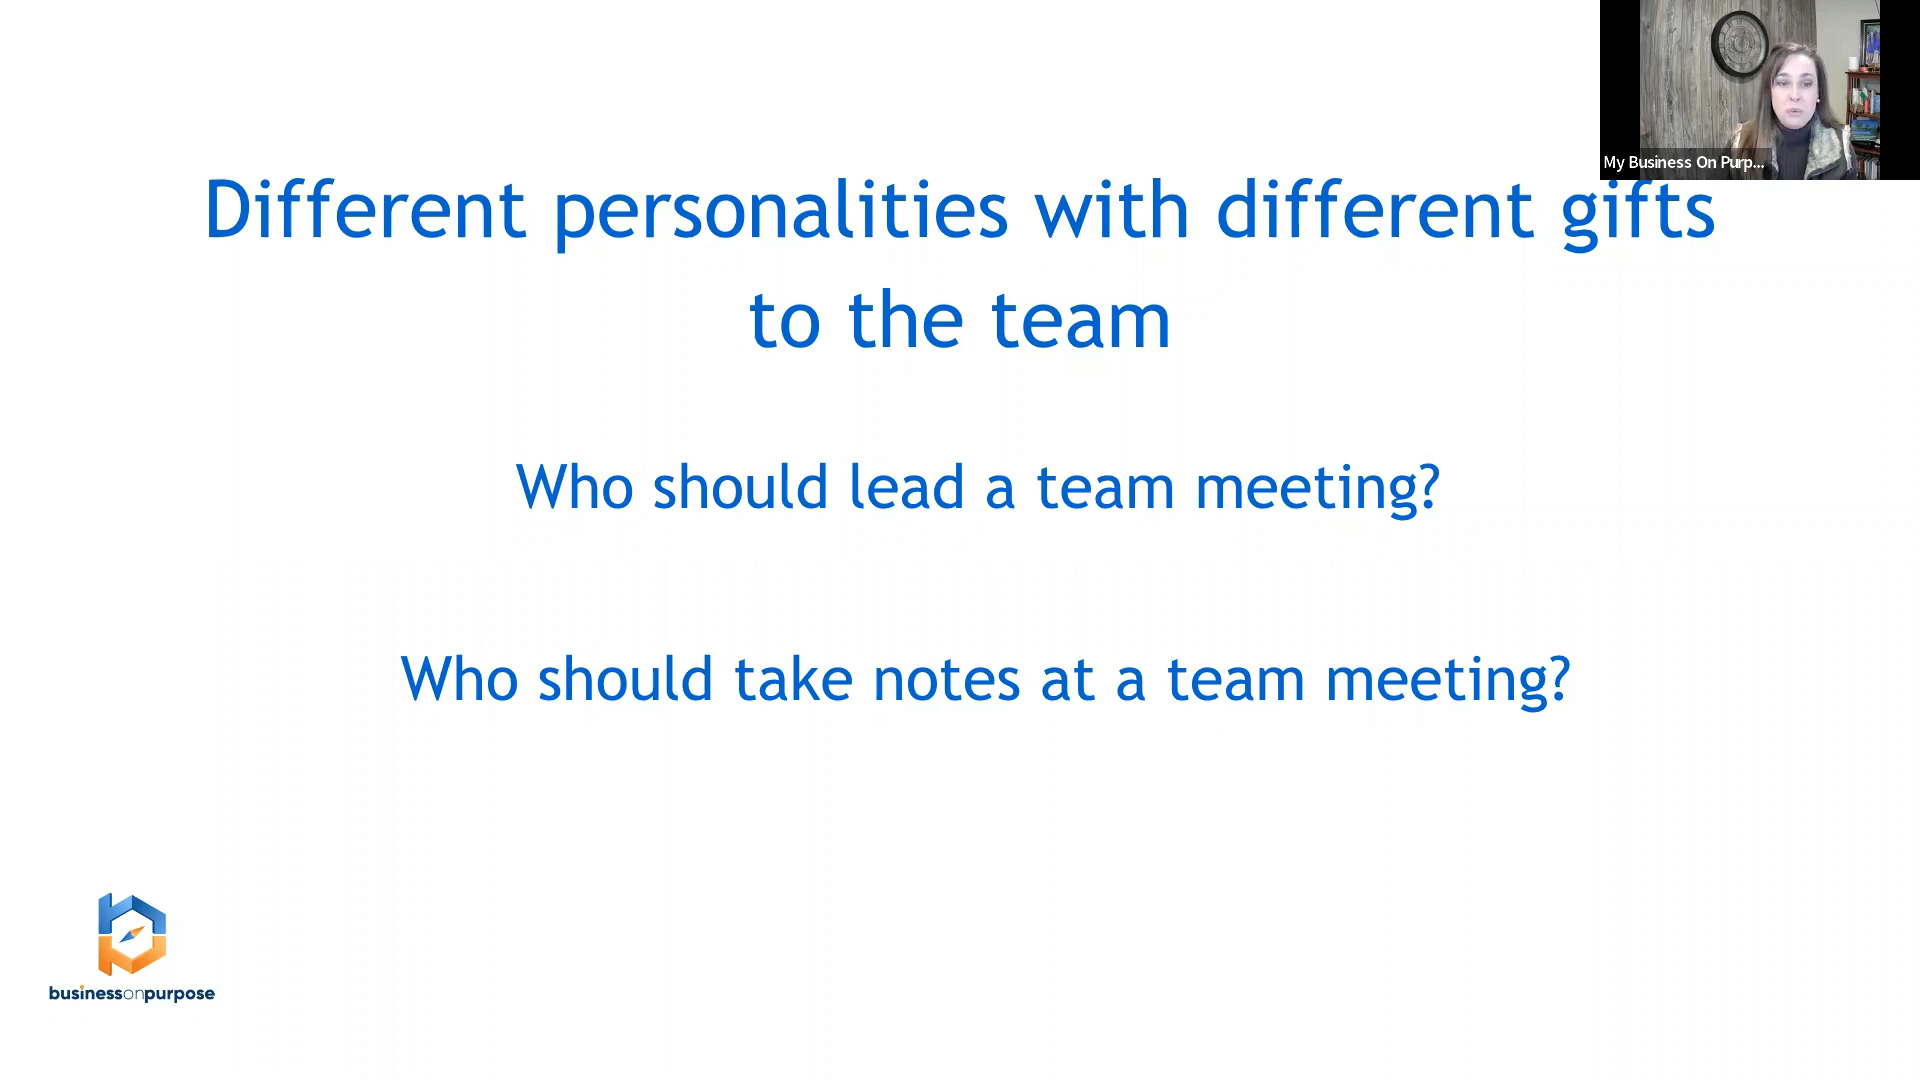 My Business On Purp...
Different personalities with different gifts
to the team
Who should lead a team meeting?
Who should take notes at a team meeting?
businessonpurpose